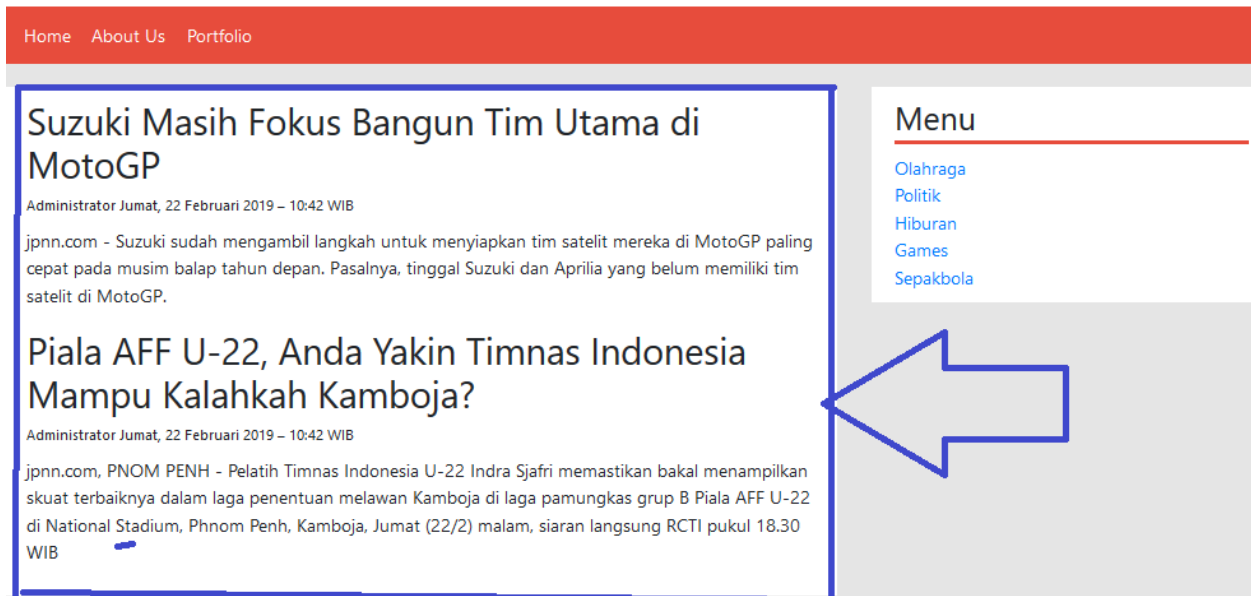 Home About Us Portfolio
Suzuki Masih Fokus Bangun Tim Utama di
MotoGP
Administrator Jumat, 22 Februari 2019 – 10:42 WIB
jpnn.com - Suzuki sudah mengambil langkah untuk menyiapkan tim satelit mereka di MotoGP paling
cepat pada musim balap tahun depan. Pasalnya, tinggal Suzuki dan Aprilia yang belum memiliki tim
satelit di MotoGP.
Piala AFF U-22, Anda Yakin Timnas Indonesia
Mampu Kalahkah Kamboja?
Administrator Jumat, 22 Februari 2019 – 10:42 WIB
jpnn.com, PNOM PENH - Pelatih Timnas Indonesia U-22 Indra Sjafri memastikan bakal menampilkan
skuat terbaiknya dalam laga penentuan melawan Kamboja di laga pamungkas grup B Piala AFF U-22
di National Stadium, Phnom Penh, Kamboja, Jumat (22/2) malam, siaran langsung RCTI pukul 18.30
WIB
Menu
Olahraga
Politik
Hiburan
Games
Sepakbola